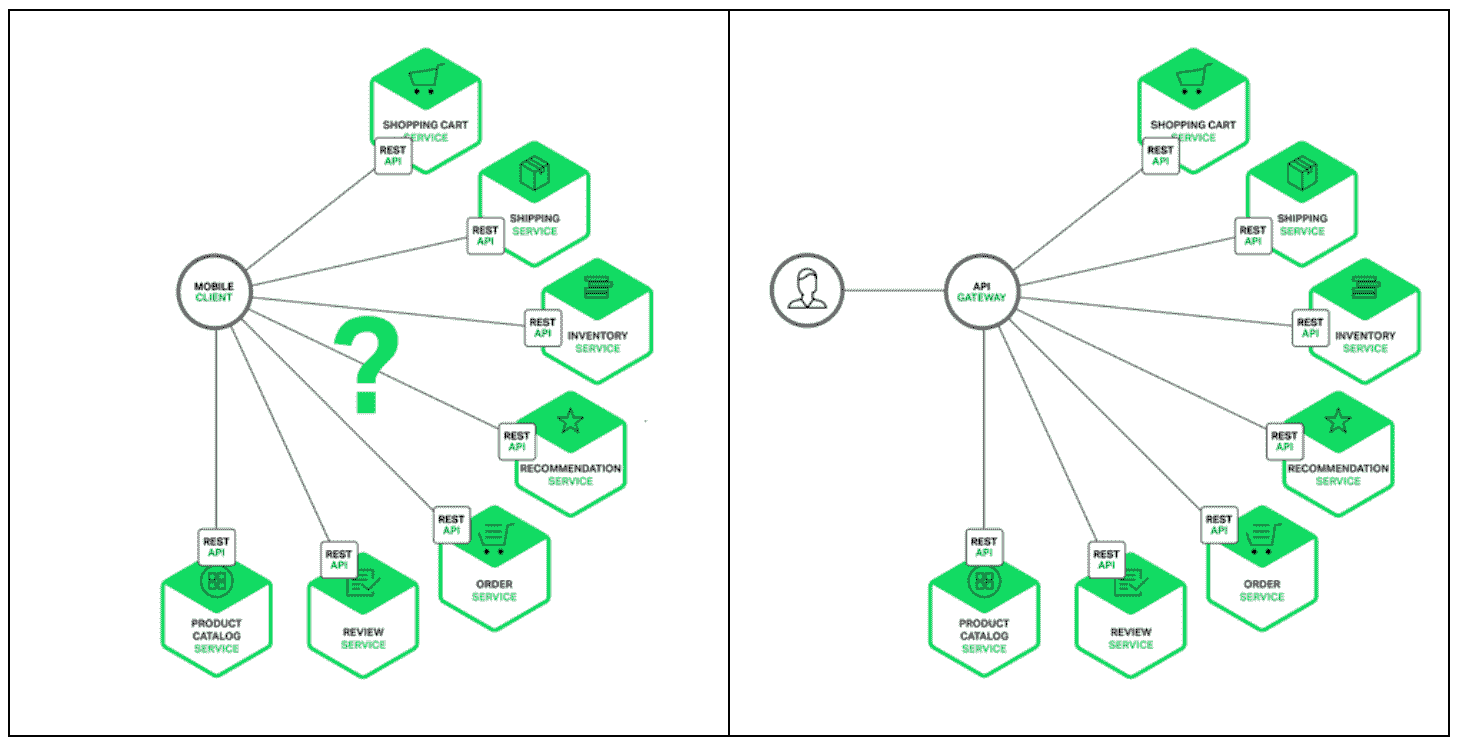 SHOPPING CART
SERVICE
REST
API
SHIPPING
SERVICE
REST
API
MOBILE
CLIENT
INVENTORY
SERVICE
REST
API
?
RECOMMENDATION
SERVICE
REST
API
ORDER
SERVICE
REST
API
REVIEW
SERVICE
REST
API
PRODUCT
CATALOG
SERVICE
REST
API
SHOPPING CART
SERVICE
REST
API
SHIPPING
SERVICE
REST
API
API
GATEWAY
INVENTORY
SERVICE
REST
API
RECOMMENDATION
SERVICE
REST
API
ORDER
SERVICE
REST
API
REVIEW
SERVICE
REST
API
PRODUCT
CATALOG
SERVICE
REST
API